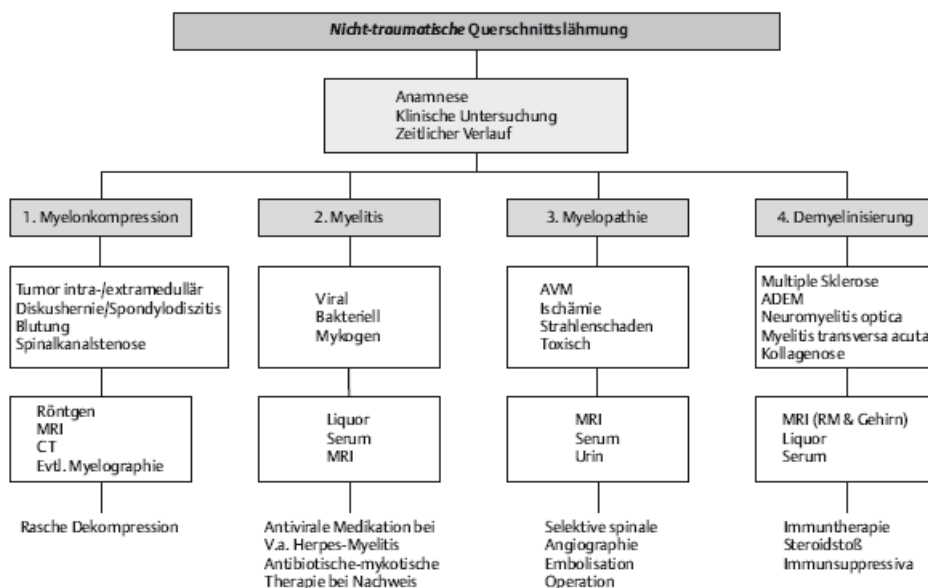 Nicht-traumatische Querschnittslähmung
Anamnese
Klinische Untersuchung
Zeitlicher Verlauf
1. Myelonkompression
Tumor intra-/extramedullär
Diskushernie/Spondylodiszitis
Blutung
Spinalkanalstenose
Röntgen
MRI
CT
Evtl. Myelographie
Rasche Dekompression
2. Myelitis
Viral
Bakteriell
Mykogen
Liquor
Serum
MRI
Antivirale Medikation bei
V.a. Herpes-Myelitis
Antibiotische-mykotische
Therapie bei Nachweis
3. Myelopathie
AVM
Ischämie
Strahlenschaden
Toxisch
MRI
Serum
Urin
Selektive spinale
Angiographie
Embolisation
Operation
4. Demyelinisierung
Multiple Sklerose
ADEM
Neuromyelitis optica
Myelitis transversa acuta
Kollagenose
MRI (RM & Gehirn)
Liquor
Serum
Immuntherapie
Steroidstoß
Immunsuppressiva